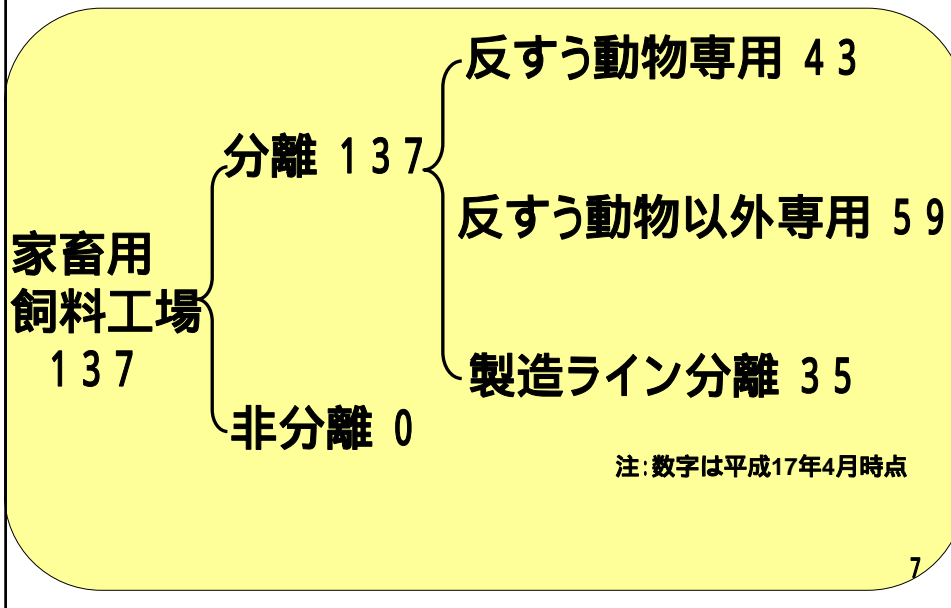 反すう動物専用 43
分離 137
反すう動物以外専用 59
家畜用
飼料工場
137
製造ライン分離 35
非分離 0
注:数字は平成17年4月時点
7